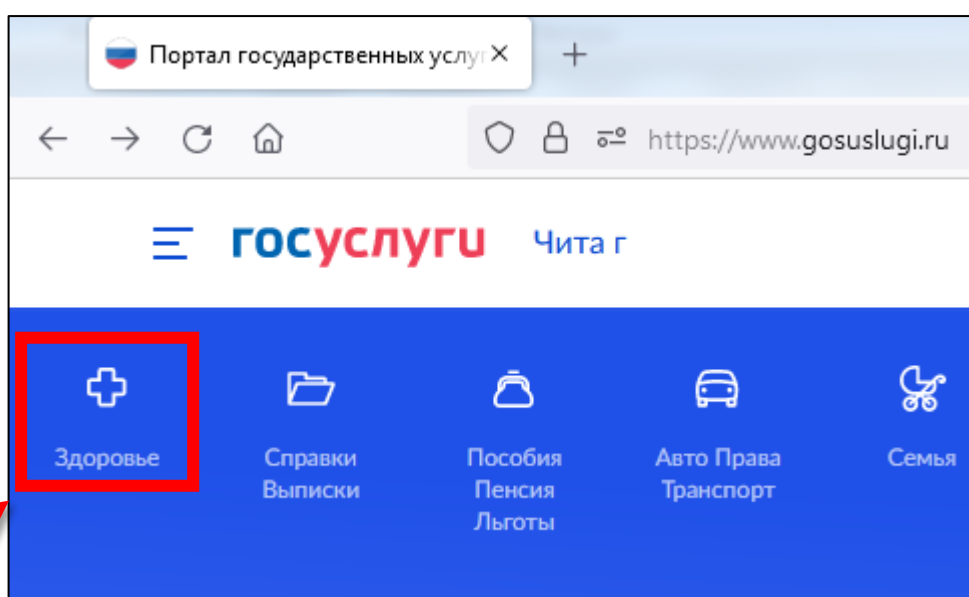 Портал государственных услуг
https://www.gosuslugi.ru
госуслуги Чита г
Здоровье
Справки
Выписки
Пособия
Пенсия
Льготы
Авто Права
Транспорт
Семья